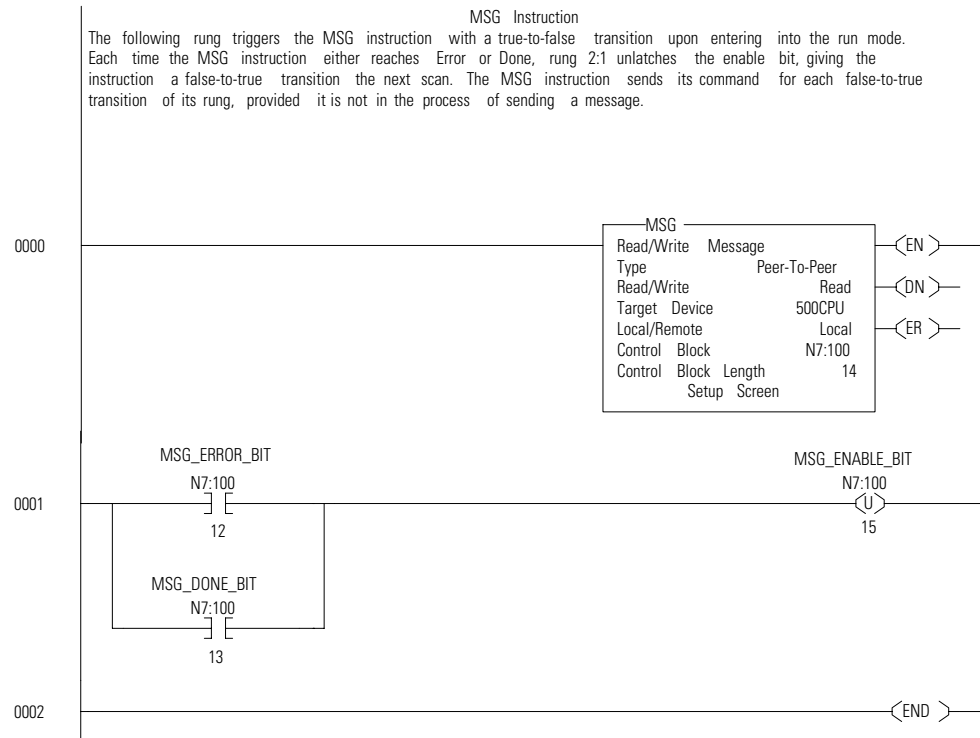 MSG Instruction
The following rung triggers the MSG instruction with a true-to-false transition upon entering into the run mode.
Each time the MSG instruction either reaches Error or Done, rung 2:1 unlatches the enable bit, giving the
instruction a false-to-true transition the next scan. The MSG instruction sends its command for each false-to-true
transition of its rung, provided it is not in the process of sending a message.
0000
MSG
Read/Write Message
Type Peer-To-Peer
Read/Write Read
Target Device 500CPU
Local/Remote Local
Control Block N7:100
Control Block Length 14
Setup Screen
EN
DN
ER
0001
MSG_ERROR_BIT
N7:100
12
MSG_DONE_BIT
N7:100
13
MSG_ENABLE_BIT
N7:100
U
15
0002
END